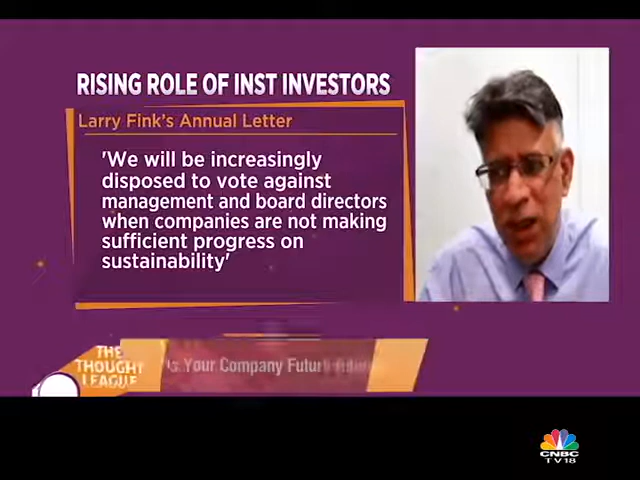 RISING ROLE OF INST INVESTORS
Larry Fink's Annual Letter
'We will be increasingly
disposed to vote against
management and board directors
when companies are not making
sufficient progress on
sustainability'
THE
THOUGHT
LEAGUE
Is Your Company Future
CNBC
TV18